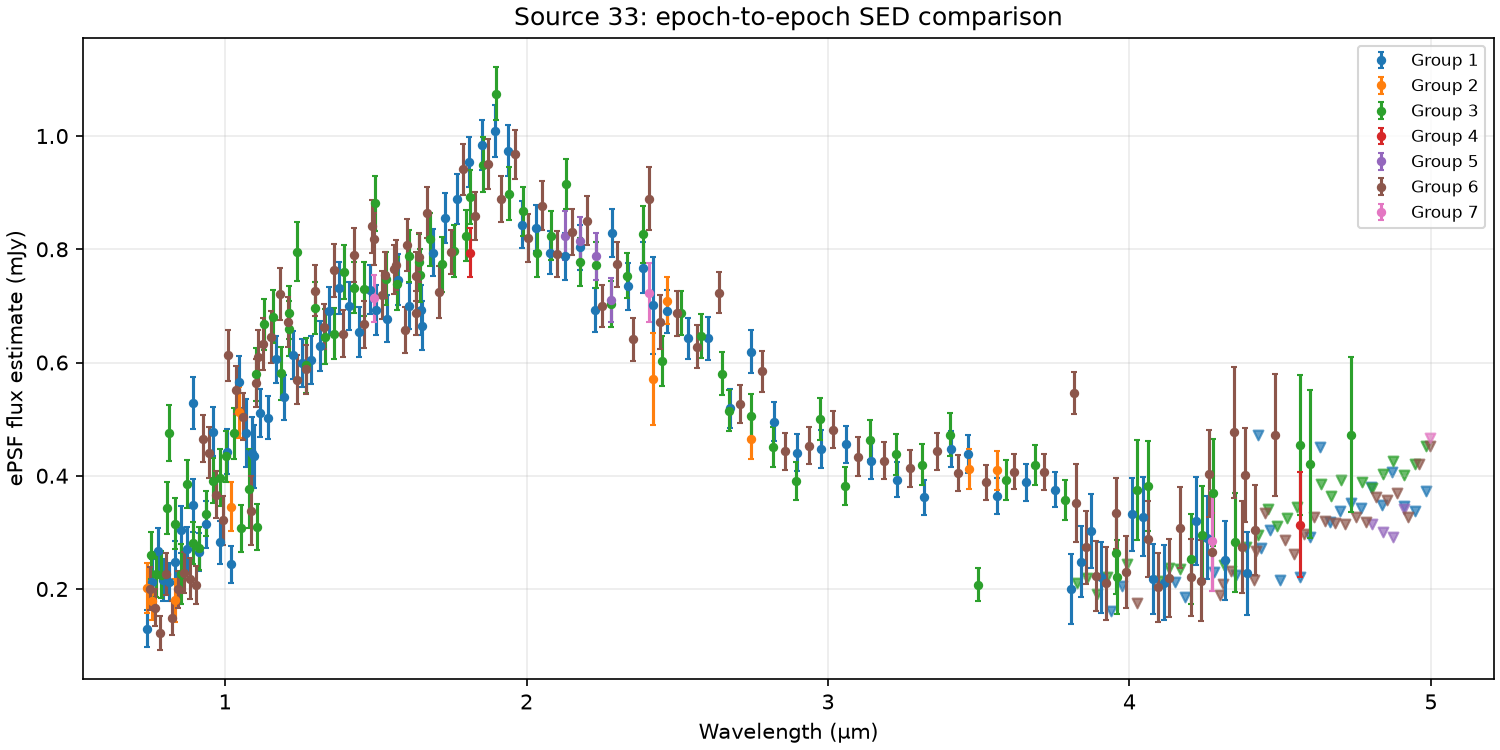 Source 33: epoch-to-epoch SED comparison
ePSF flux estimate (mJy)
1.0
0.8
0.6
0.4
0.2
1 2 3 4 5
Wavelength (µm)
Group 1
Group 2
Group 3
Group 4
Group 5
Group 6
Group 7